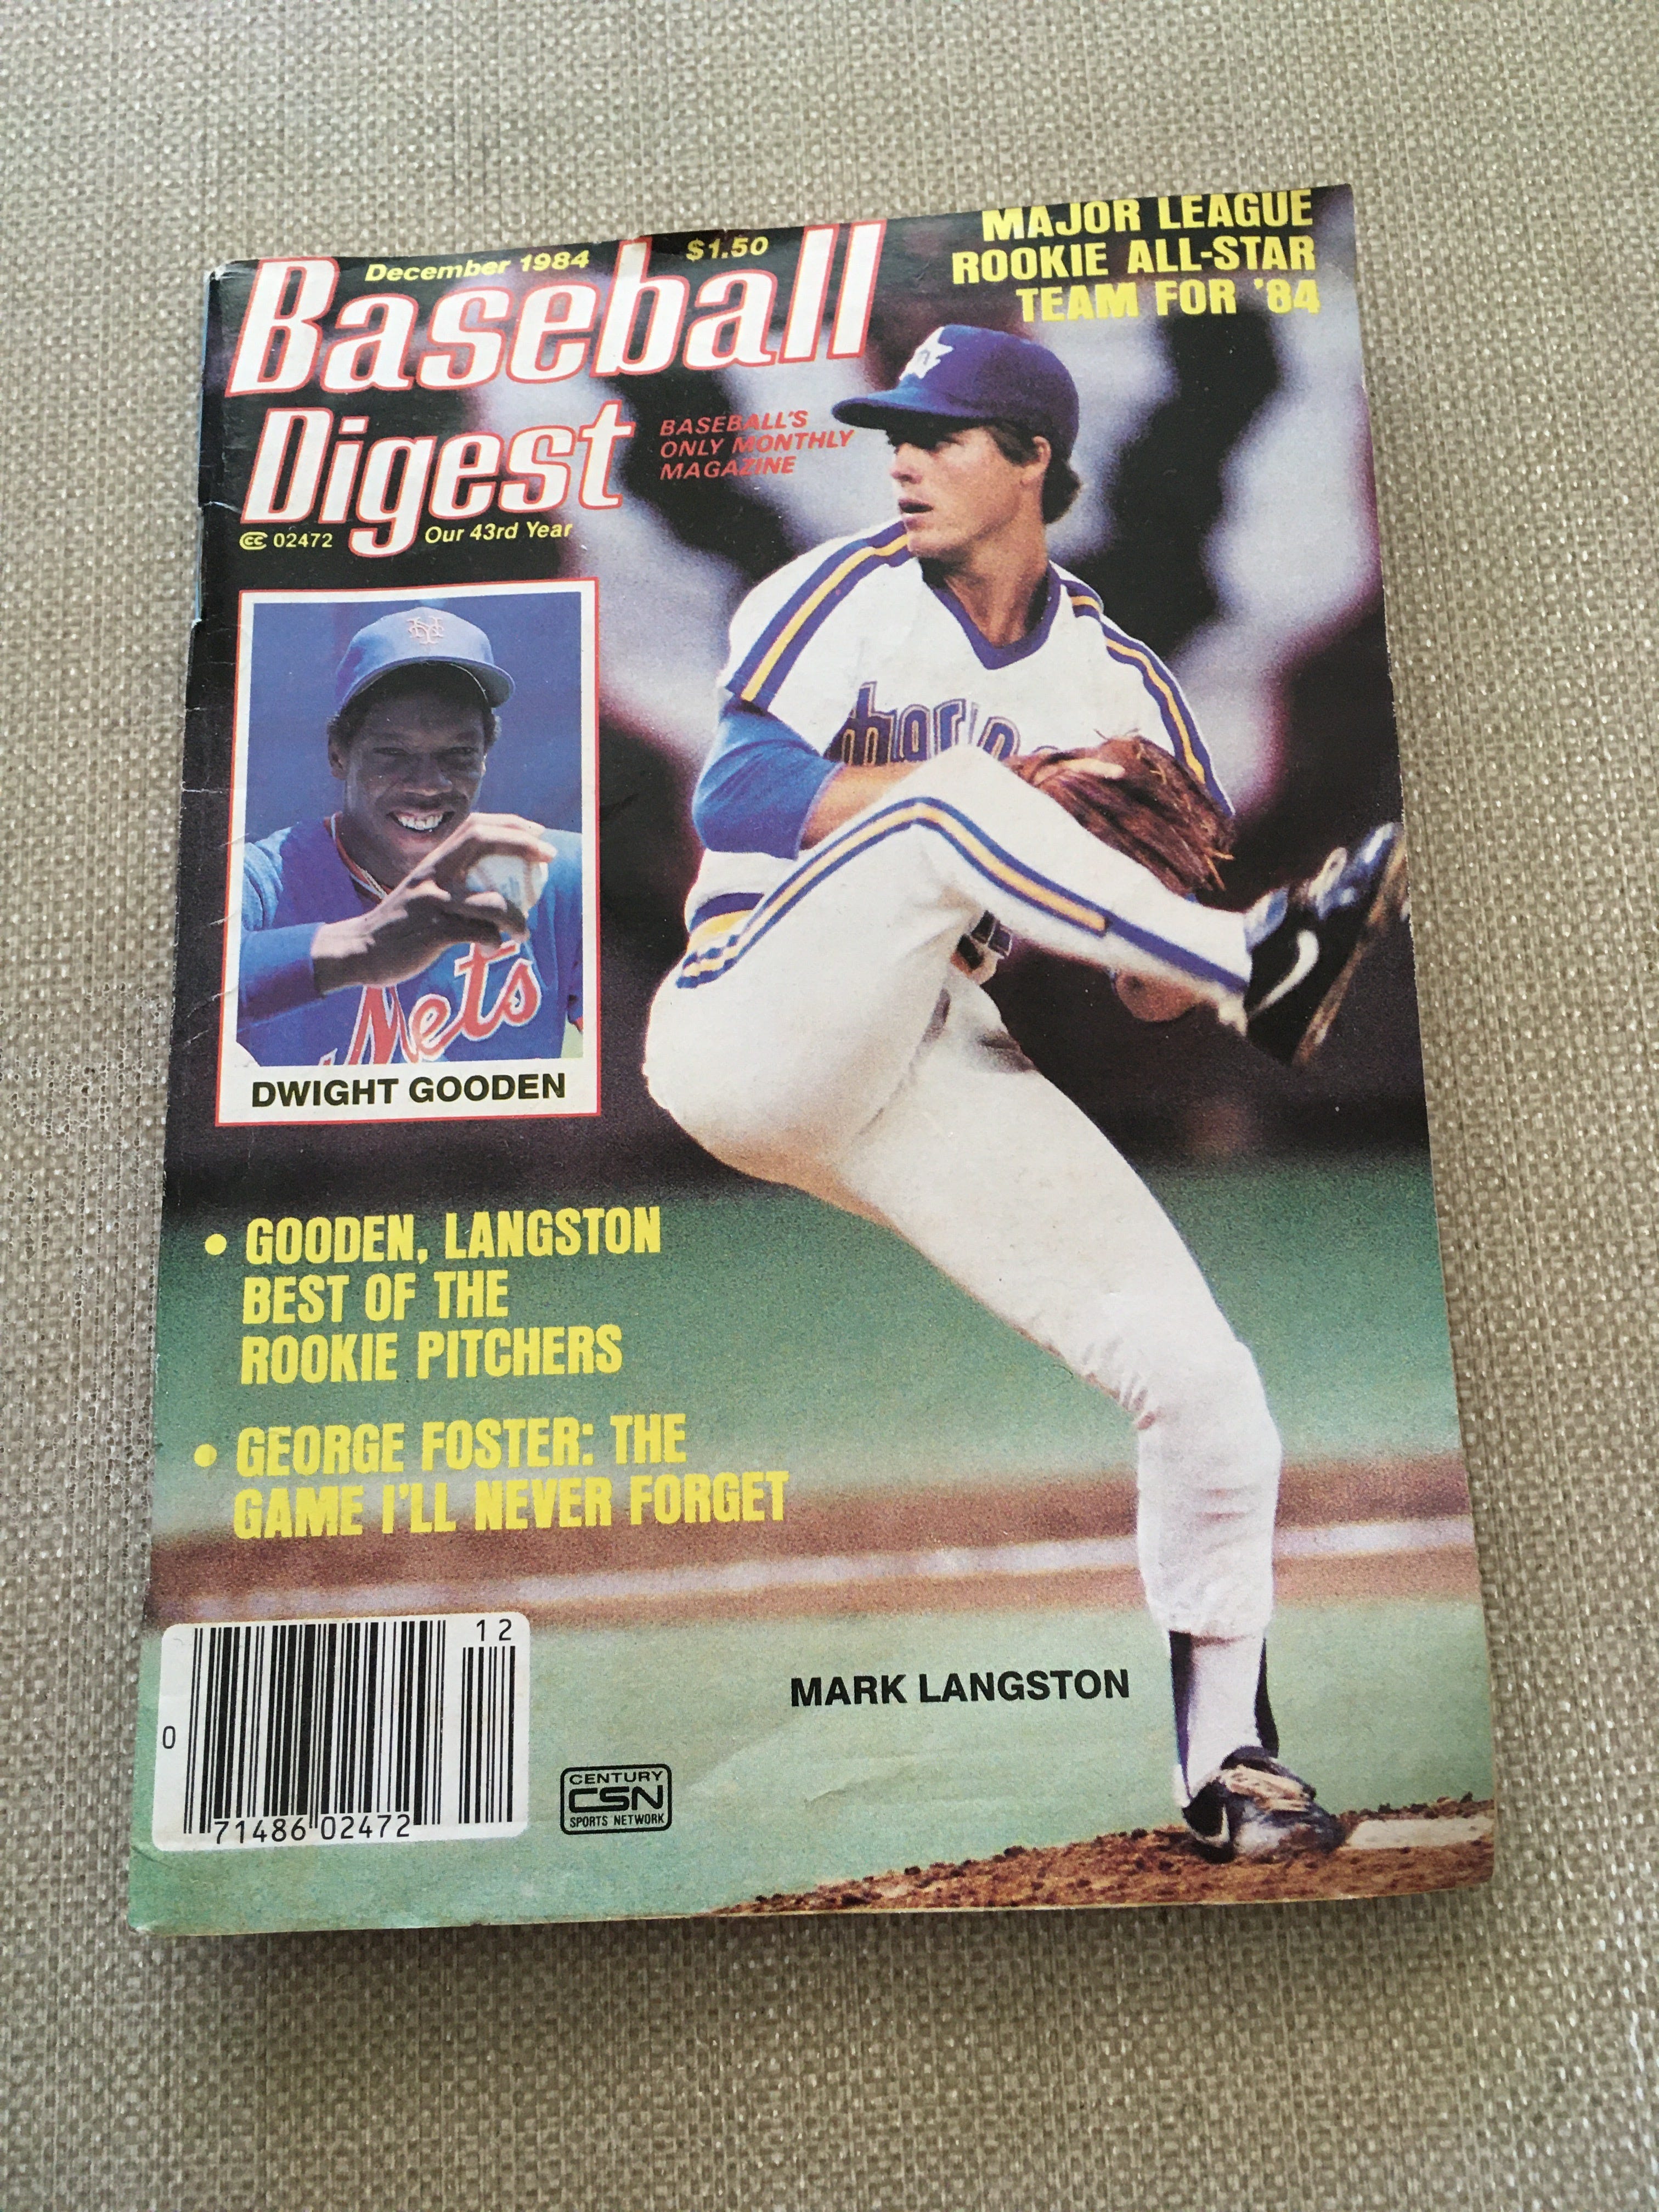 December 1984
$1.50
Baseball
Digest
BASEBALL'S
ONLY MONTHLY
MAGAZINE
CC 02472
Our 43rd Year
MAJOR LEAGUE
ROOKIE ALL-STAR
TEAM FOR '84
NY
Mets
DWIGHT GOODEN
• GOODEN, LANGSTON
BEST OF THE
ROOKIE PITCHERS
• GEORGE FOSTER: THE
GAME I'LL NEVER FORGET
MARK LANGSTON
12
0
71486 02472
CENTURY
CSN
SPORTS NETWORK